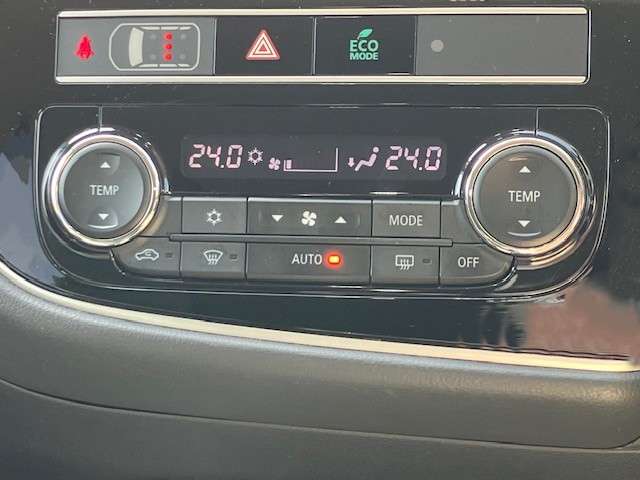 ECO
MODE
24.0 24.0
TEMP
TEMP
MODE
AUTO
OFF